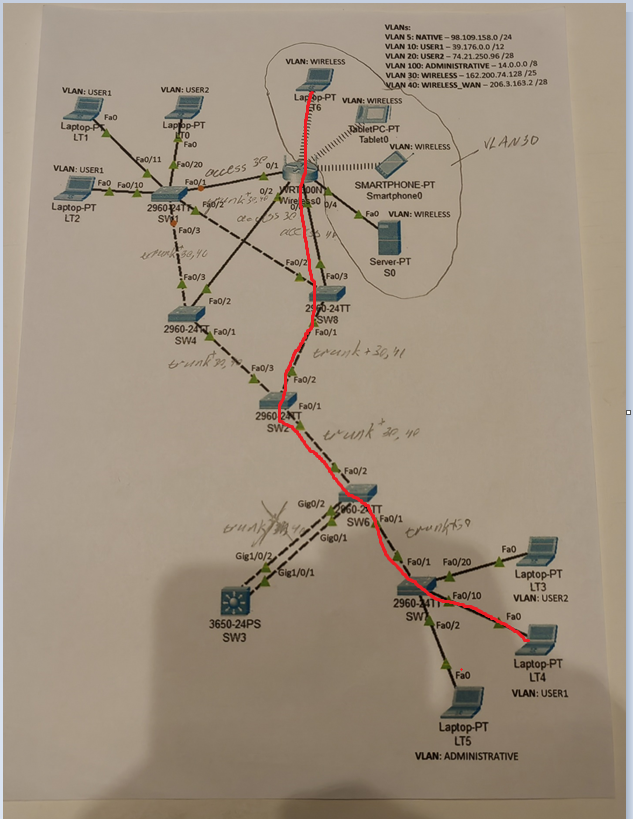 VLANs:
VLAN 5: NATIVE – 98.109.158.0 /24
VLAN 10: USER1 – 39.176.0.0 /12
VLAN 20: USER2 – 74.21.250.96 /28
VLAN 100: ADMINISTRATIVE – 14.0.0.0 /8
VLAN 30: WIRELESS – 162.200.74.128 /25
VLAN 40: WIRELESS_WAN – 206.3.163.2 /28
VLAN: WIRELESS
Laptop-PT
LT6
VLAN: USER1
Laptop-PT
LT1
Fa0
VLAN: USER2
Laptop-PT
LT0
Fa0
VLAN: WIRELESS
TabletPC-PT
Tablet0
VLAN30
VLAN: WIRELESS
SMARTPHONE-PT
Smartphone0
VLAN: USER1
Laptop-PT
LT2
Fa0
Fa0/10
Fa0/11
Fa0/20
Fa0/1
access 30
0/1
2960-24TT
SW1
Fa0/2
Fa0/3
0/2
WRT300N
Wireless0
0/4
access 30
Fa0
VLAN: WIRELESS
Server-PT
S0
trunk 30,40
Fa0/3
Fa0/2
2960-24TT
SW4
Fa0/1
Fa0/2
Fa0/3
2960-24TT
SW8
Fa0/1
trunk + 30, 41
Fa0/3
Fa0/2
2960-24TT
SW2
Fa0/1
trunk + 30, 40
Fa0/2
2960-24TT
SW6
Fa0/1
Gig0/2
Gig0/1
trunk
Gig1/0/2
Gig1/0/1
3650-24PS
SW3
Fa0/1
Fa0/20
Fa0
Laptop-PT
LT3
VLAN: USER2
2960-24TT
Fa0/10
Fa0
Fa0/2
Laptop-PT
LT4
VLAN: USER1
Fa0
Laptop-PT
LT5
VLAN: ADMINISTRATIVE